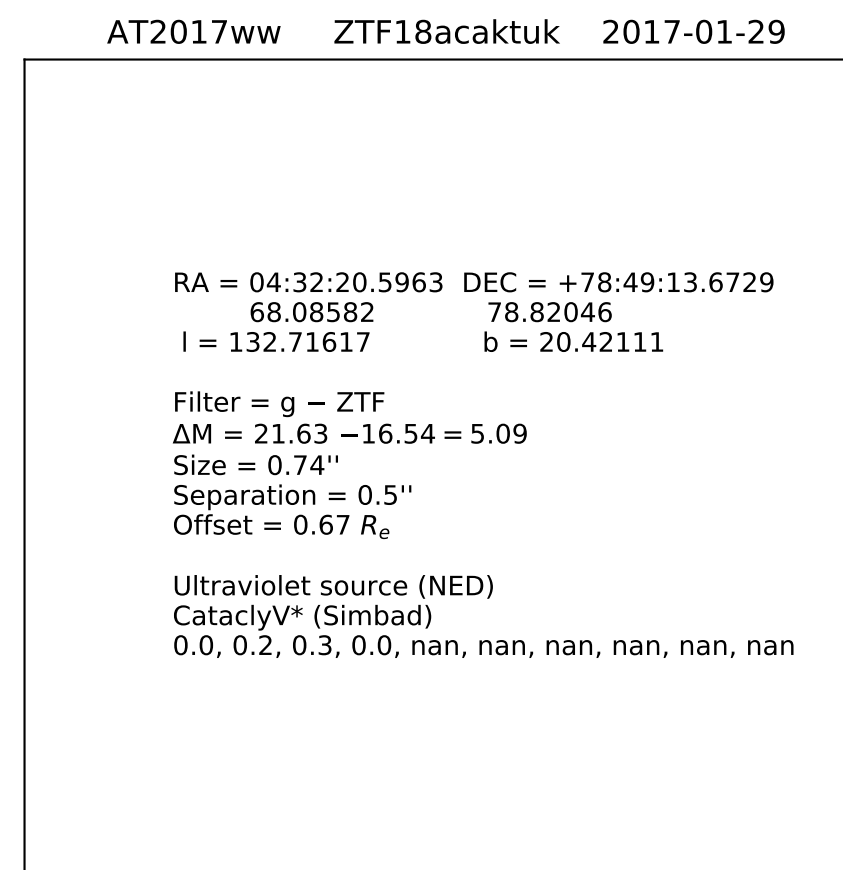 AT2017ww ZTF18acaktuk 2017-01-29
RA = 04:32:20.5963 DEC = +78:49:13.6729
68.08582 78.82046
l = 132.71617 b = 20.42111
Filter = g − ZTF
ΔM = 21.63 −16.54 = 5.09
Size = 0.74''
Separation = 0.5''
Offset = 0.67 Rₑ
Ultraviolet source (NED)
CataclyV* (Simbad)
0.0, 0.2, 0.3, 0.0, nan, nan, nan, nan, nan, nan